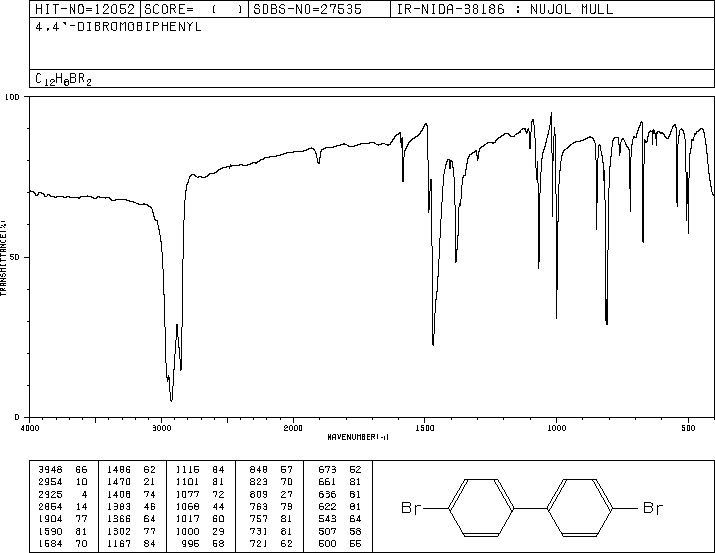 HIT-NO=12052 SCORE= ( ) SDBS-NO=27535 IR-NIDA-38186 : NUJOL MULL
4,4'-DIBROMOBIPHENYL
C12H8BR2
100
TRANSMITTANCE(%)
50
0
4000 3000 2000 1500 1000 500
WAVENUMBER(-1)
3948 66 1486 62 1115 84 848 57 673 52
2954 10 1470 21 1101 81 823 70 661 81
2925 4 1408 74 1077 72 809 27 636 81
2854 14 1383 46 1068 44 763 79 622 81
1904 77 1366 64 1017 60 757 81 543 64
1590 81 1302 77 1000 29 731 81 507 58
1584 70 1167 84 995 58 721 62 500 55
Br Br